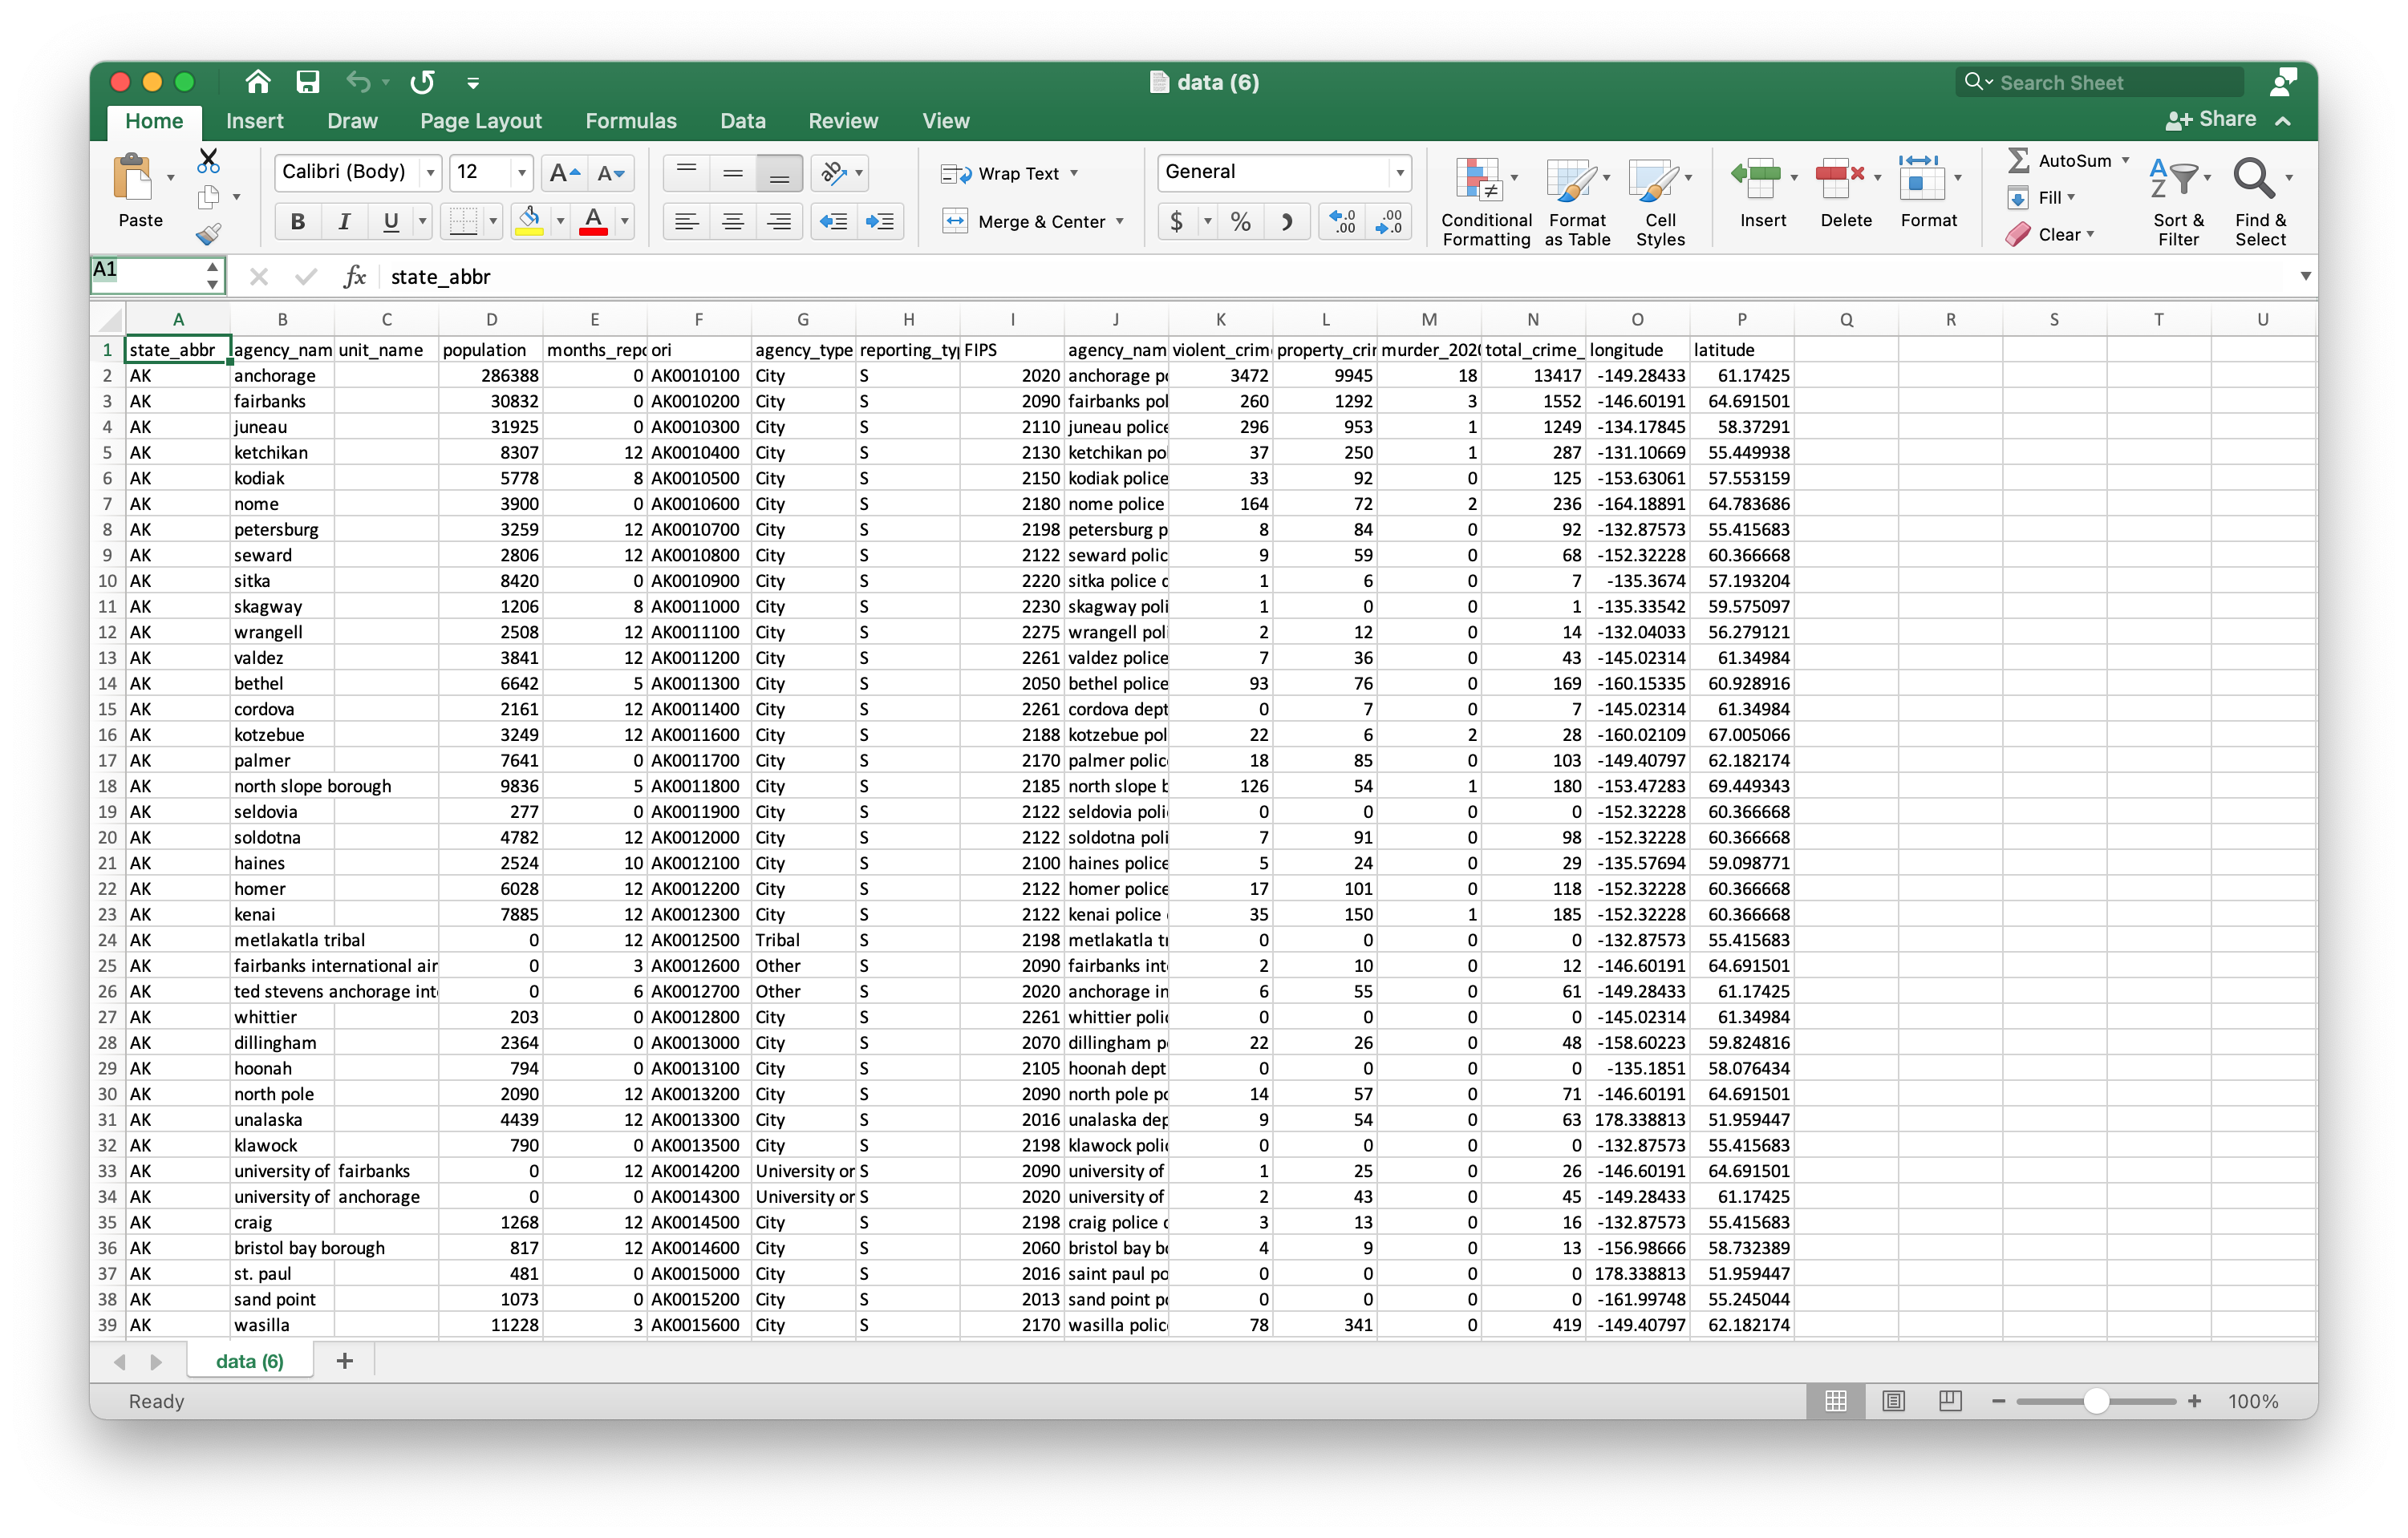 data (6)
Search Sheet
Home Insert Draw Page Layout Formulas Data Review View Share
Paste Calibri (Body) 12 Wrap Text General Conditional Formatting Format as Table Cell Styles Insert Delete Format AutoSum Fill Clear Sort & Filter Find & Select
B I U A Merge & Center $ %
A1 fx state_abbr
A B C D E F G H I J K L M N O P Q R S T U
1 state_abbr agency_nam unit_name population months_repo ori agency_type reporting_typ FIPS agency_nam violent_crim property_crir murder_202 total_crime_ longitude latitude
2 AK anchorage 286388 0 AK0010100 City S 2020 anchorage po 3472 9945 18 13417 -149.28433 61.17425
3 AK fairbanks 30832 0 AK0010200 City S 2090 fairbanks pol 260 1292 3 1552 -146.60191 64.691501
4 AK juneau 31925 0 AK0010300 City S 2110 juneau police 296 953 1 1249 -134.17845 58.37291
5 AK ketchikan 8307 12 AK0010400 City S 2130 ketchikan po 37 250 1 287 -131.10669 55.449938
6 AK kodiak 5778 8 AK0010500 City S 2150 kodiak police 33 92 0 125 -153.63061 57.553159
7 AK nome 3900 0 AK0010600 City S 2180 nome police 164 72 2 236 -164.18891 64.783686
8 AK petersburg 3259 12 AK0010700 City S 2198 petersburg p 8 84 0 92 -132.87573 55.415683
9 AK seward 2806 12 AK0010800 City S 2122 seward polic 9 59 0 68 -152.32228 60.366668
10 AK sitka 8420 0 AK0010900 City S 2220 sitka police d 1 6 0 7 -135.3674 57.193204
11 AK skagway 1206 8 AK0011000 City S 2230 skagway poli 1 0 0 1 -135.33542 59.575097
12 AK wrangell 2508 12 AK0011100 City S 2275 wrangell pol 2 12 0 14 -132.04033 56.279121
13 AK valdez 3841 12 AK0011200 City S 2261 valdez police 7 36 0 43 -145.02314 61.34984
14 AK bethel 6642 5 AK0011300 City S 2050 bethel police 93 76 0 169 -160.15335 60.928916
15 AK cordova 2161 12 AK0011400 City S 2261 cordova dept 0 7 0 7 -145.02314 61.34984
16 AK kotzebue 3249 12 AK0011600 City S 2188 kotzebue pol 22 6 2 28 -160.02109 67.005066
17 AK palmer 7641 0 AK0011700 City S 2170 palmer polic 18 85 0 103 -149.40797 62.182174
18 AK north slope borough 9836 5 AK0011800 City S 2185 north slope b 126 54 1 180 -153.47283 69.449343
19 AK seldovia 277 0 AK0011900 City S 2122 seldovia poli 0 0 0 0 -152.32228 60.366668
20 AK soldotna 4782 12 AK0012000 City S 2122 soldotna poli 7 91 0 98 -152.32228 60.366668
21 AK haines 2524 10 AK0012100 City S 2100 haines police 5 24 0 29 -135.57694 59.098771
22 AK homer 6028 12 AK0012200 City S 2122 homer police 17 101 0 118 -152.32228 60.366668
23 AK kenai 7885 12 AK0012300 City S 2122 kenai police 35 150 1 185 -152.32228 60.366668
24 AK metlakatla tribal 0 12 AK0012500 Tribal S 2198 metlakatla tr 0 0 0 0 -132.87573 55.415683
25 AK fairbanks international air 0 3 AK0012600 Other S 2090 fairbanks int 2 10 0 12 -146.60191 64.691501
26 AK ted stevens anchorage int 0 6 AK0012700 Other S 2020 anchorage in 6 55 0 61 -149.28433 61.17425
27 AK whittier 203 0 AK0012800 City S 2261 whittier poli 0 0 0 0 -145.02314 61.34984
28 AK dillingham 2364 0 AK0013000 City S 2070 dillingham p 22 26 0 48 -158.60223 59.824816
29 AK hoonah 794 0 AK0013100 City S 2105 hoonah dept 0 0 0 0 -135.1851 58.076434
30 AK north pole 2090 12 AK0013200 City S 2090 north pole po 14 57 0 71 -146.60191 64.691501
31 AK unalaska 4439 12 AK0013300 City S 2016 unalaska dep 9 54 0 63 178.338813 51.959447
32 AK klawock 790 0 AK0013500 City S 2198 klawock poli 0 0 0 0 -132.87573 55.415683
33 AK university of fairbanks 0 12 AK0014200 University or S 2090 university of 1 25 0 26 -146.60191 64.691501
34 AK university of anchorage 0 0 AK0014300 University or S 2020 university of 2 43 0 45 -149.28433 61.17425
35 AK craig 1268 12 AK0014500 City S 2198 craig police d 3 13 0 16 -132.87573 55.415683
36 AK bristol bay borough 817 12 AK0014600 City S 2060 bristol bay bo 4 9 0 13 -156.98666 58.732389
37 AK st. paul 481 0 AK0015000 City S 2016 saint paul po 0 0 0 0 178.338813 51.959447
38 AK sand point 1073 0 AK0015200 City S 2013 sand point po 0 0 0 0 -161.99748 55.245044
39 AK wasilla 11228 3 AK0015600 City S 2170 wasilla polic 78 341 0 419 -149.40797 62.182174
data (6) +
Ready 100%